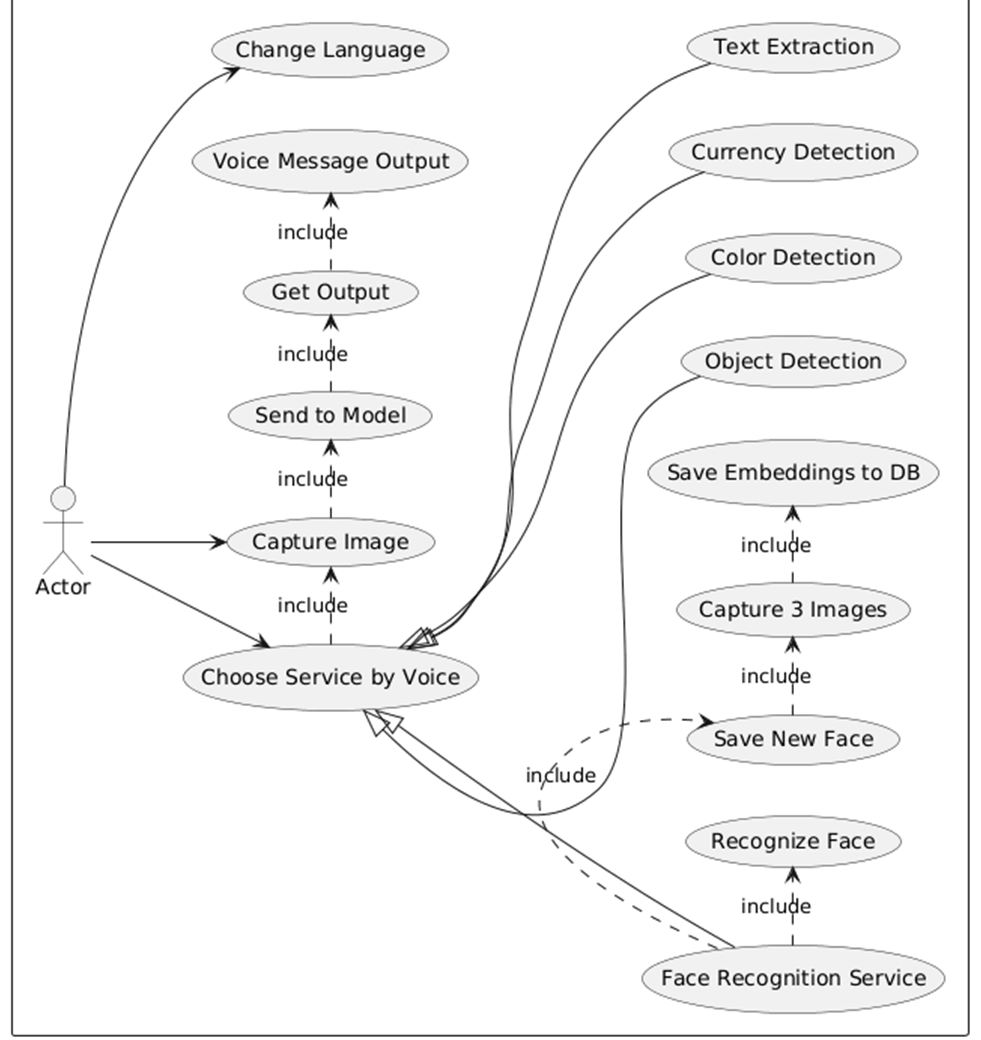 Change Language
Voice Message Output
include
Get Output
include
Send to Model
include
Capture Image
include
Choose Service by Voice
Actor
Text Extraction
Currency Detection
Color Detection
Object Detection
Save Embeddings to DB
include
Capture 3 Images
include
Save New Face
include
Recognize Face
include
Face Recognition Service